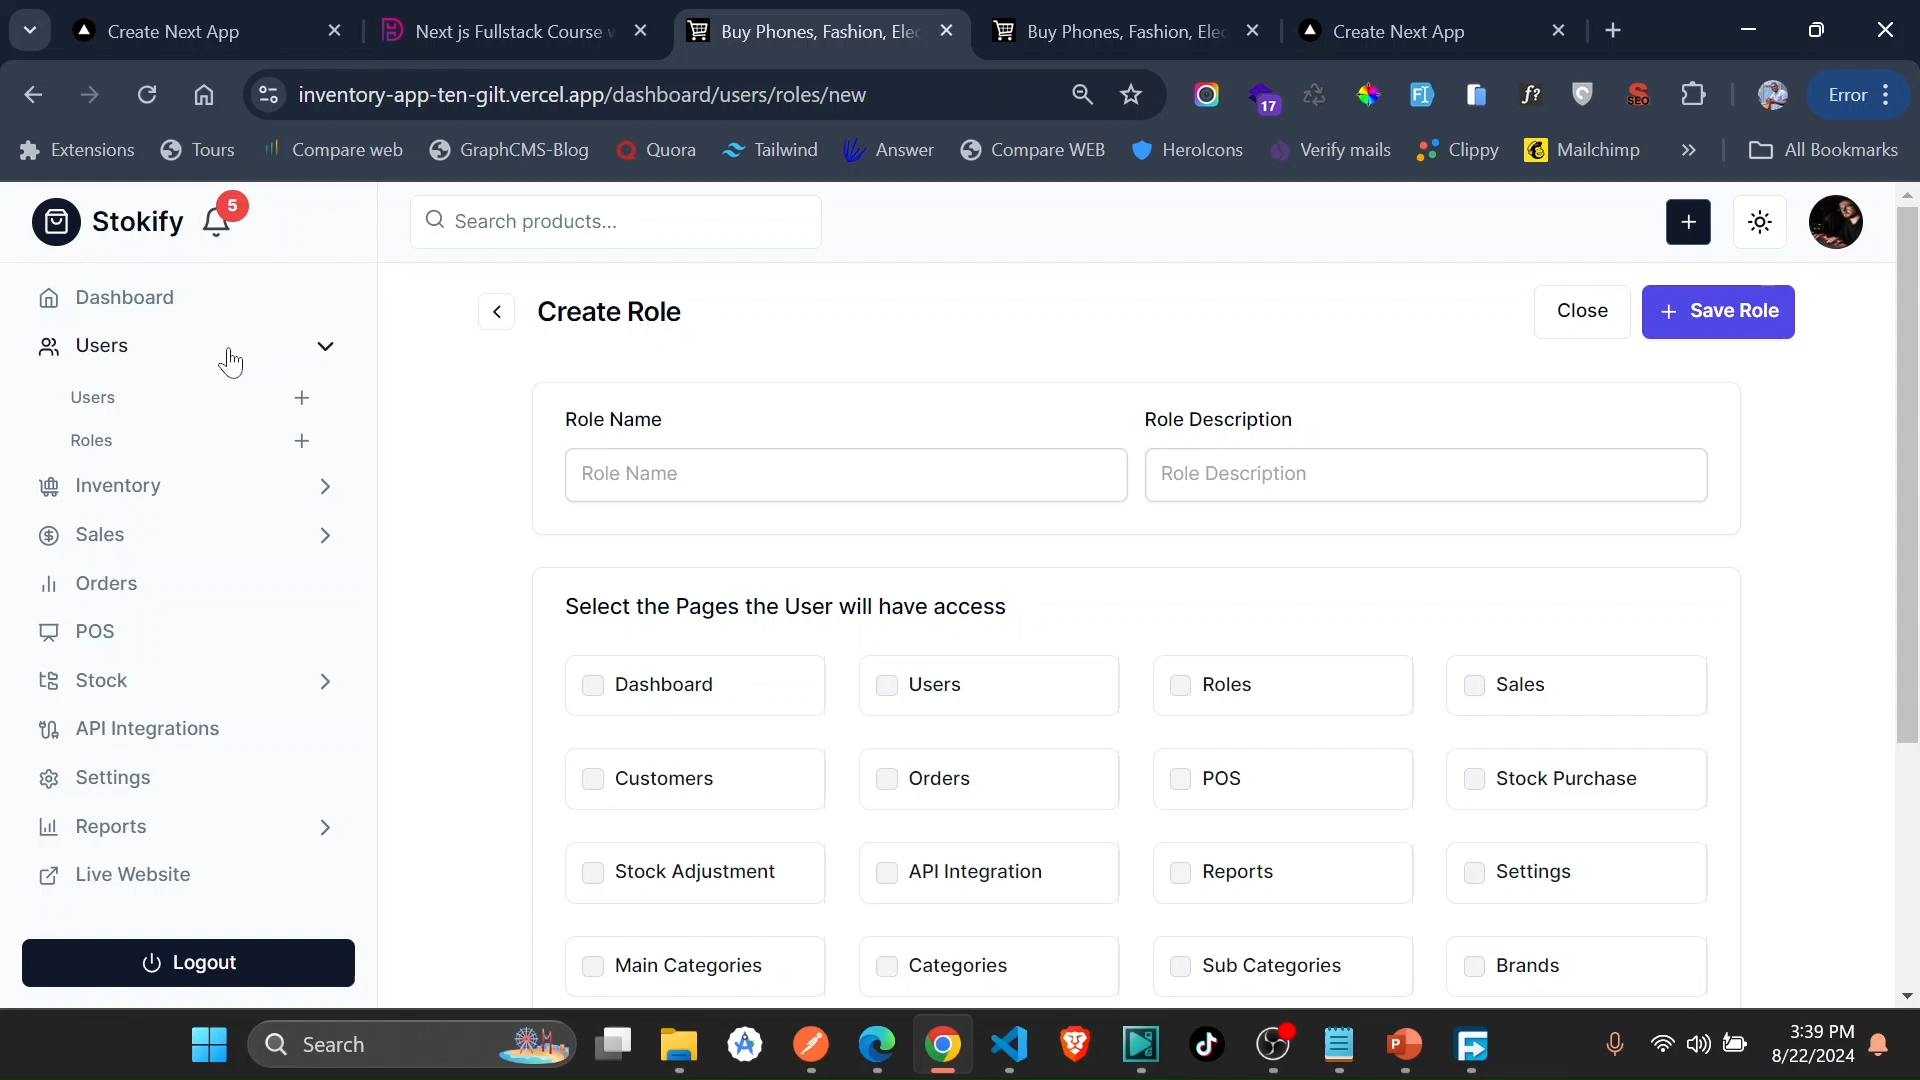 Create Next App
Next js Fullstack Course w
Buy Phones, Fashion, Elec
Buy Phones, Fashion, Elec
Create Next App
inventory-app-ten-gilt.vercel.app/dashboard/users/roles/new
17
FI
f?
SEO
Error
Extensions
Tours
Compare web
GraphCMS-Blog
Quora
Tailwind
Answer
Compare WEB
HeroIcons
Verify mails
Clippy
Mailchimp
All Bookmarks
Stokify
5
Search products...
Dashboard
Users
Users
Roles
Inventory
Sales
Orders
POS
Stock
API Integrations
Settings
Reports
Live Website
Logout
Create Role
Close
Save Role
Role Name
Role Description
Role Name
Role Description
Select the Pages the User will have access
Dashboard
Users
Roles
Sales
Customers
Orders
POS
Stock Purchase
Stock Adjustment
API Integration
Reports
Settings
Main Categories
Categories
Sub Categories
Brands
Search
3:39 PM
8/22/2024